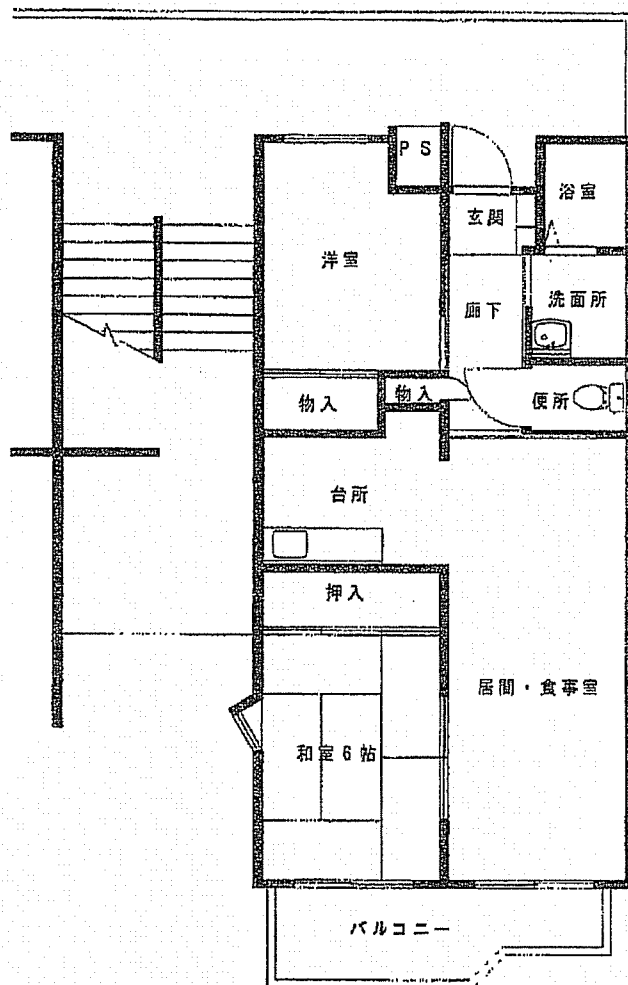 PS
浴室
玄関
洋室
廊下
洗面所
物入
物入
便所
台所
押入
居間・食事室
和室6帖
バルコニー